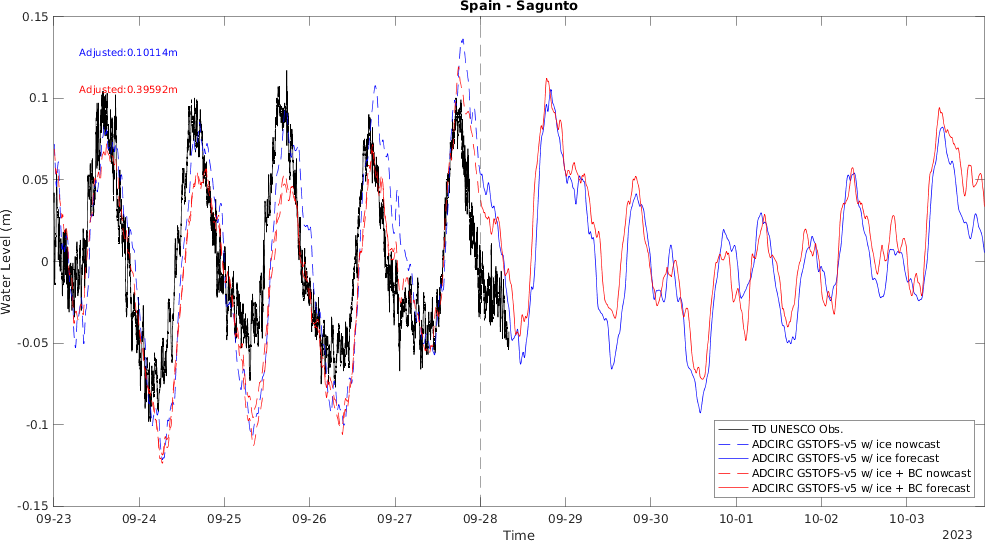 Spain - Sagunto
0.15
Adjusted:0.10114m
Adjusted:0.39592m
0.1
0.05
0
-0.05
-0.1
-0.15
Water Level (m)
TD UNESCO Obs.
ADCIRC GSTOFS-v5 w/ ice nowcast
ADCIRC GSTOFS-v5 w/ ice forecast
ADCIRC GSTOFS-v5 w/ ice + BC nowcast
ADCIRC GSTOFS-v5 w/ ice + BC forecast
09-23 09-24 09-25 09-26 09-27 09-28 09-29 09-30 10-01 10-02 10-03
Time
2023